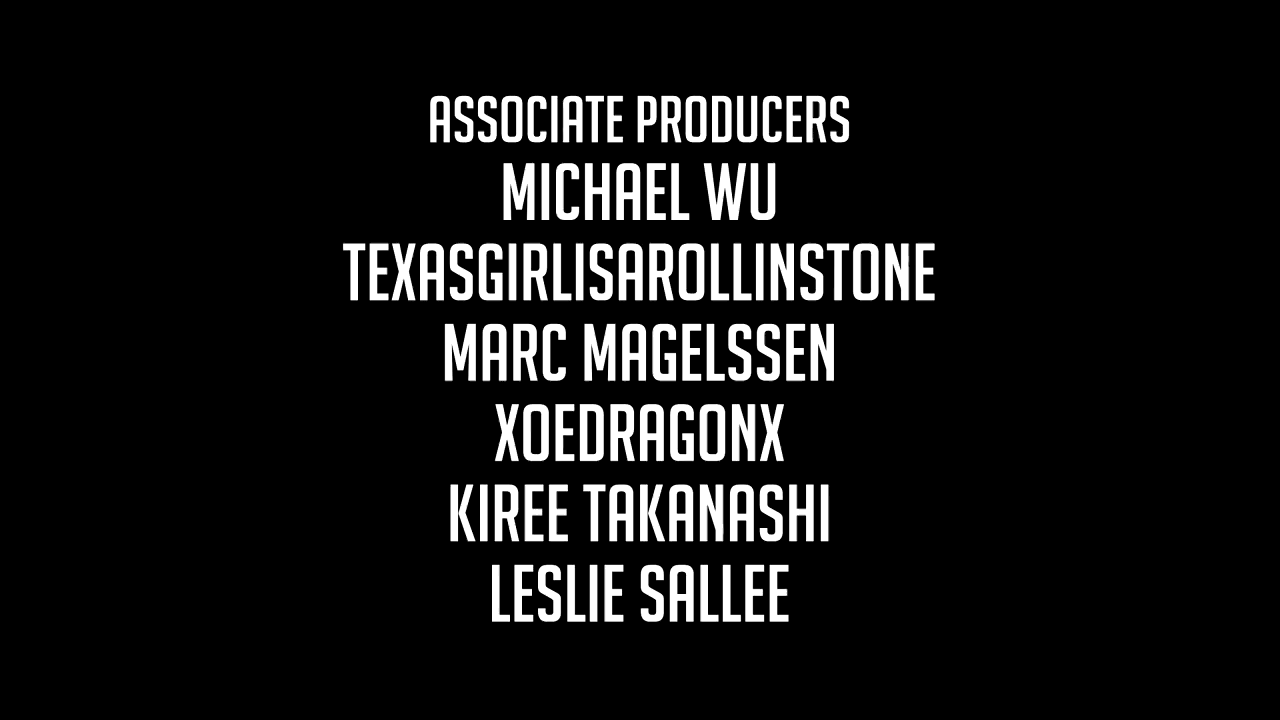 ASSOCIATE PRODUCERS
MICHAEL WU
TEXASGIRLISAROLLINSTONE
MARC MAGELSSEN
XOEDRAGONX
KIREE TAKANASHI
LESLIE SALLEE